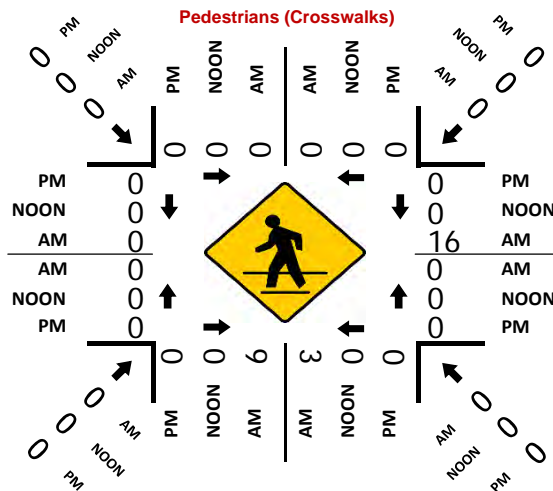 Pedestrians (Crosswalks)
0 PM
0 NOON
0 AM
PM NOON AM AM NOON PM
PM 0
NOON 0
AM 0
0 0 0 0 0 0
PM 0 0 PM
NOON 0 0 NOON
AM 0 16 AM
AM 0 0 AM
NOON 0 0 NOON
PM 0 0 PM
0 0 9 3 0 0
PM NOON AM AM NOON PM
0 AM
0 NOON
0 PM
AM 0
NOON 0
PM 0